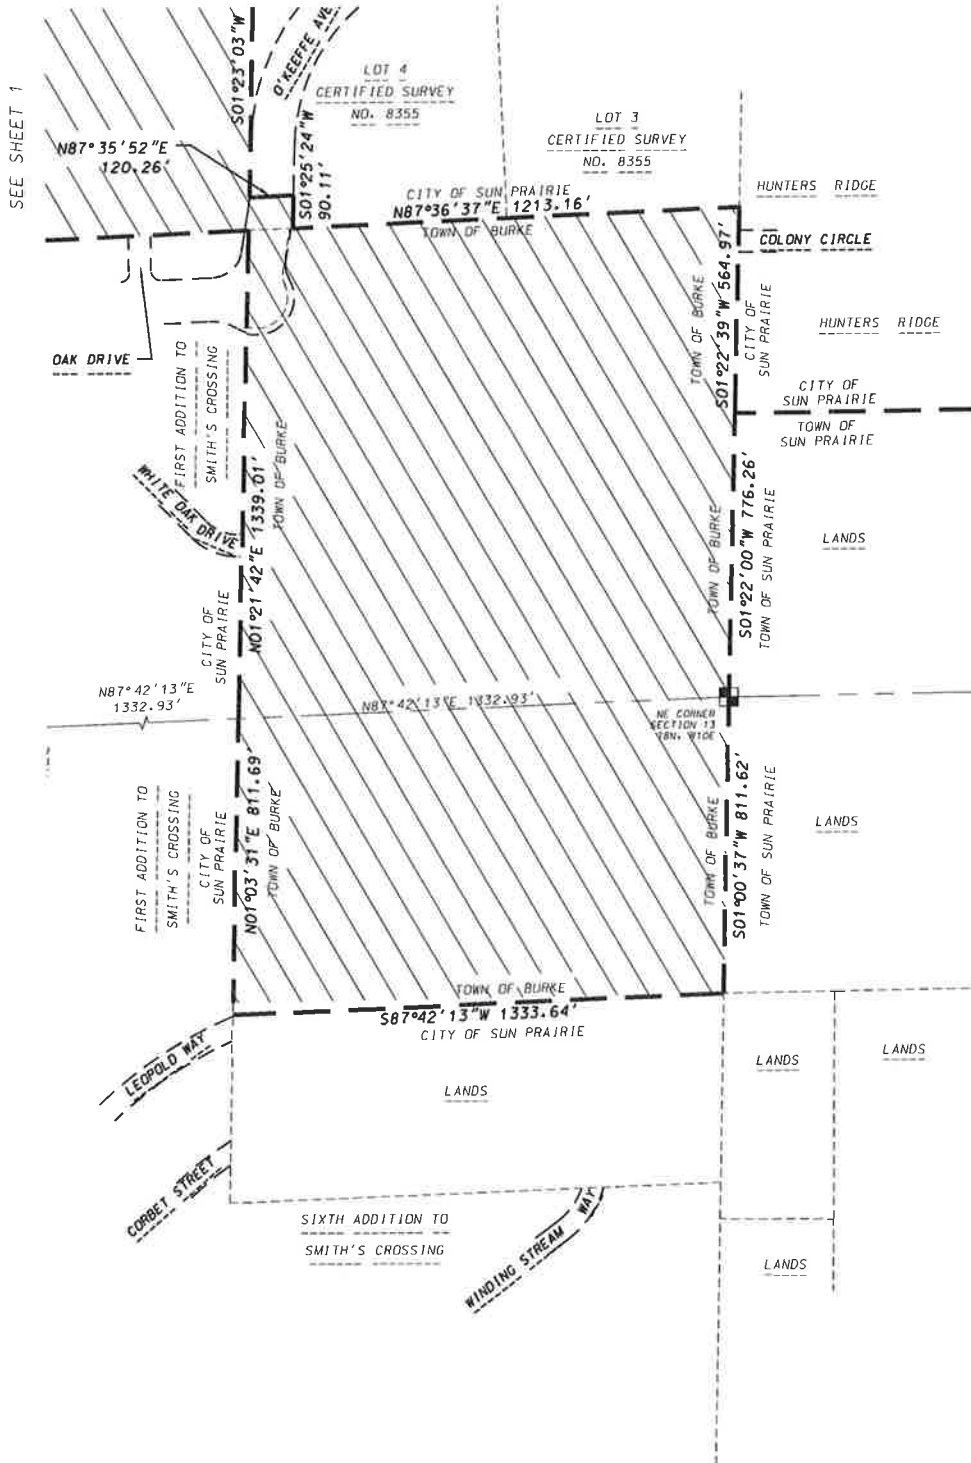 SEE SHEET 1
S01°23'03"W
O'KEEFFE AVE
LOT 4
CERTIFIED SURVEY
NO. 8355
N87°35'52"E
120.26'
S01°25'24"W
90.11'
LOT 3
CERTIFIED SURVEY
NO. 8355
CITY OF SUN PRAIRIE
N87°36'37"E 1213.16'
TOWN OF BURKE
HUNTERS RIDGE
COLONY CIRCLE
TOWN OF BURKE
S01°22'39"W 564.97'
CITY OF
SUN PRAIRIE
HUNTERS RIDGE
OAK DRIVE
FIRST ADDITION TO
SMITH'S CROSSING
CITY OF
SUN PRAIRIE
TOWN OF
SUN PRAIRIE
WHITE OAK DRIVE
N01°21'42"E 1339.01'
TOWN OF BURKE
CITY OF
SUN PRAIRIE
TOWN OF BURKE
S01°22'00"W 776.26'
TOWN OF SUN PRAIRIE
LANDS
N87°42'13"E
1332.93'
N87°42'13"E 1332.93'
NE CORNER
SECTION 13
T8N, R10E
FIRST ADDITION TO
SMITH'S CROSSING
CITY OF
SUN PRAIRIE
N01°03'31"E 811.69'
TOWN OF BURKE
TOWN OF BURKE
S01°00'37"W 811.62'
TOWN OF SUN PRAIRIE
LANDS
TOWN OF BURKE
S87°42'13"W 1333.64'
CITY OF SUN PRAIRIE
LEOPOLD WAY
LANDS
LANDS
LANDS
CORBET STREET
SIXTH ADDITION TO
SMITH'S CROSSING
WINDING STREAM WAY
LANDS